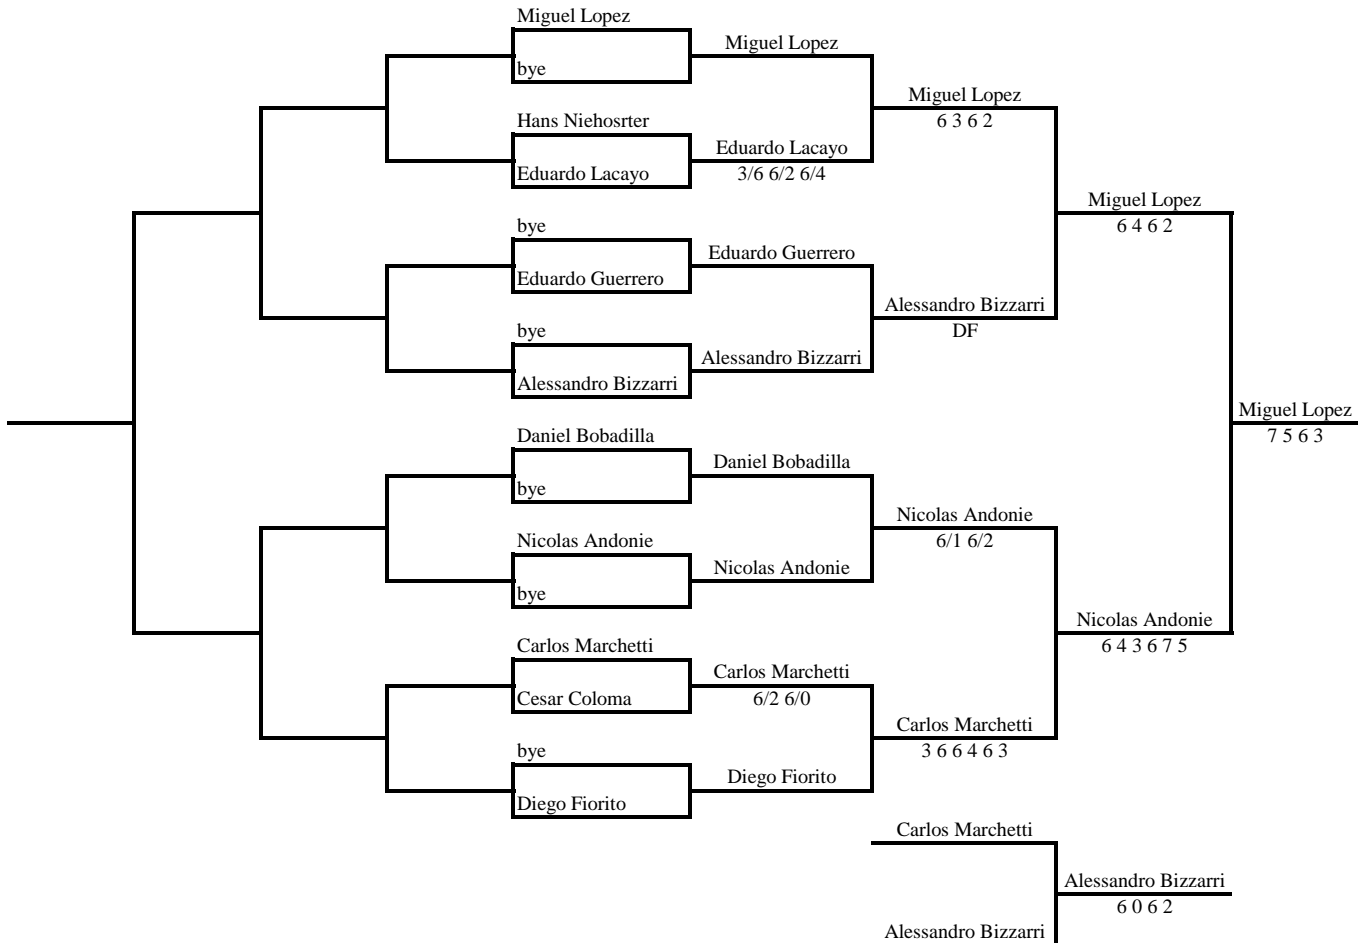 Miguel Lopez
bye
Hans Niehosrter
Eduardo Lacayo
bye
Eduardo Guerrero
bye
Alessandro Bizzarri
Daniel Bobadilla
bye
Nicolas Andonie
bye
Carlos Marchetti
Cesar Coloma
bye
Diego Fiorito
Miguel Lopez
Eduardo Lacayo
3/6 6/2 6/4
Eduardo Guerrero
Alessandro Bizzarri
Daniel Bobadilla
Nicolas Andonie
Carlos Marchetti
6/2 6/0
Diego Fiorito
Miguel Lopez
6 3 6 2
Alessandro Bizzarri
DF
Nicolas Andonie
6/1 6/2
Carlos Marchetti
3 6 6 4 6 3
Miguel Lopez
6 4 6 2
Nicolas Andonie
6 4 3 6 7 5
Miguel Lopez
7 5 6 3
Carlos Marchetti
Alessandro Bizzarri
Alessandro Bizzarri
6 0 6 2